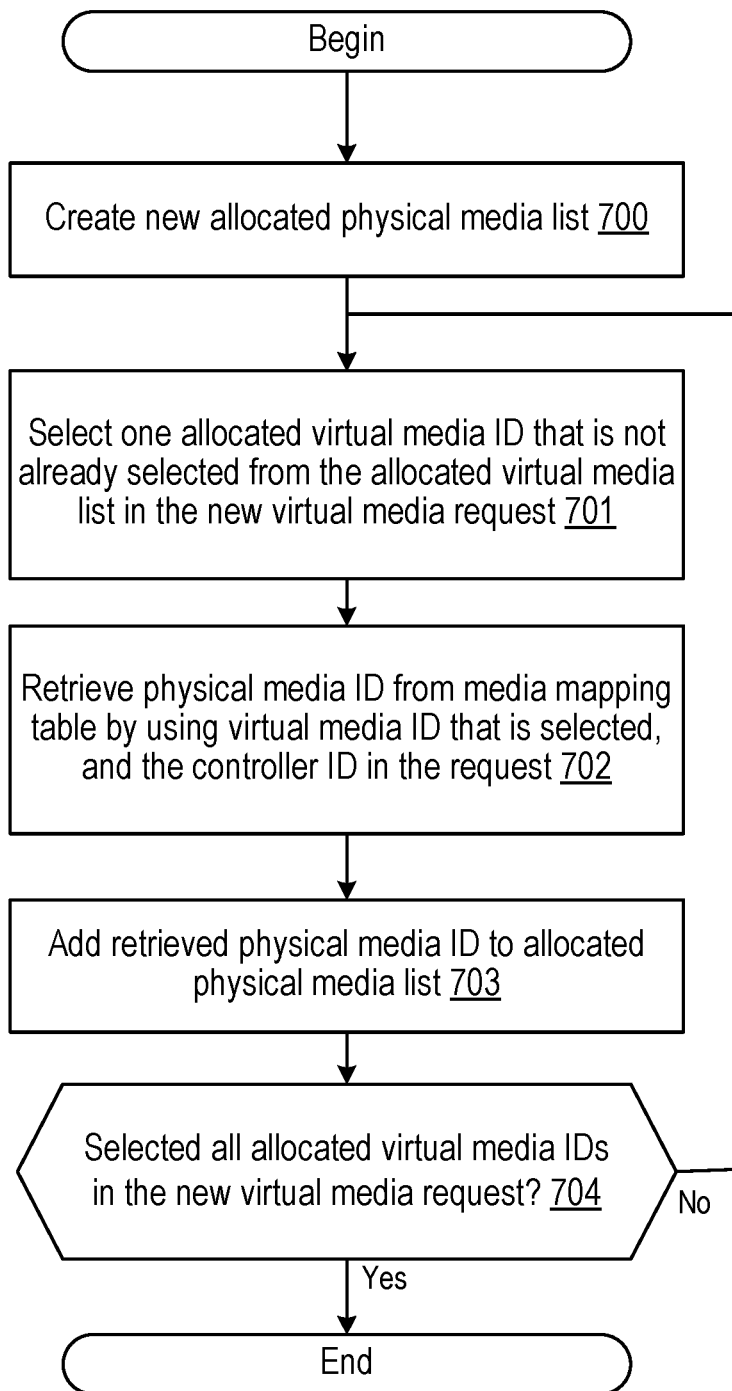 Begin
Create new allocated physical media list 700
Select one allocated virtual media ID that is not
already selected from the allocated virtual media
list in the new virtual media request 701
Retrieve physical media ID from media mapping
table by using virtual media ID that is selected,
and the controller ID in the request 702
Add retrieved physical media ID to allocated
physical media list 703
Selected all allocated virtual media IDs
in the new virtual media request? 704
No
Yes
End